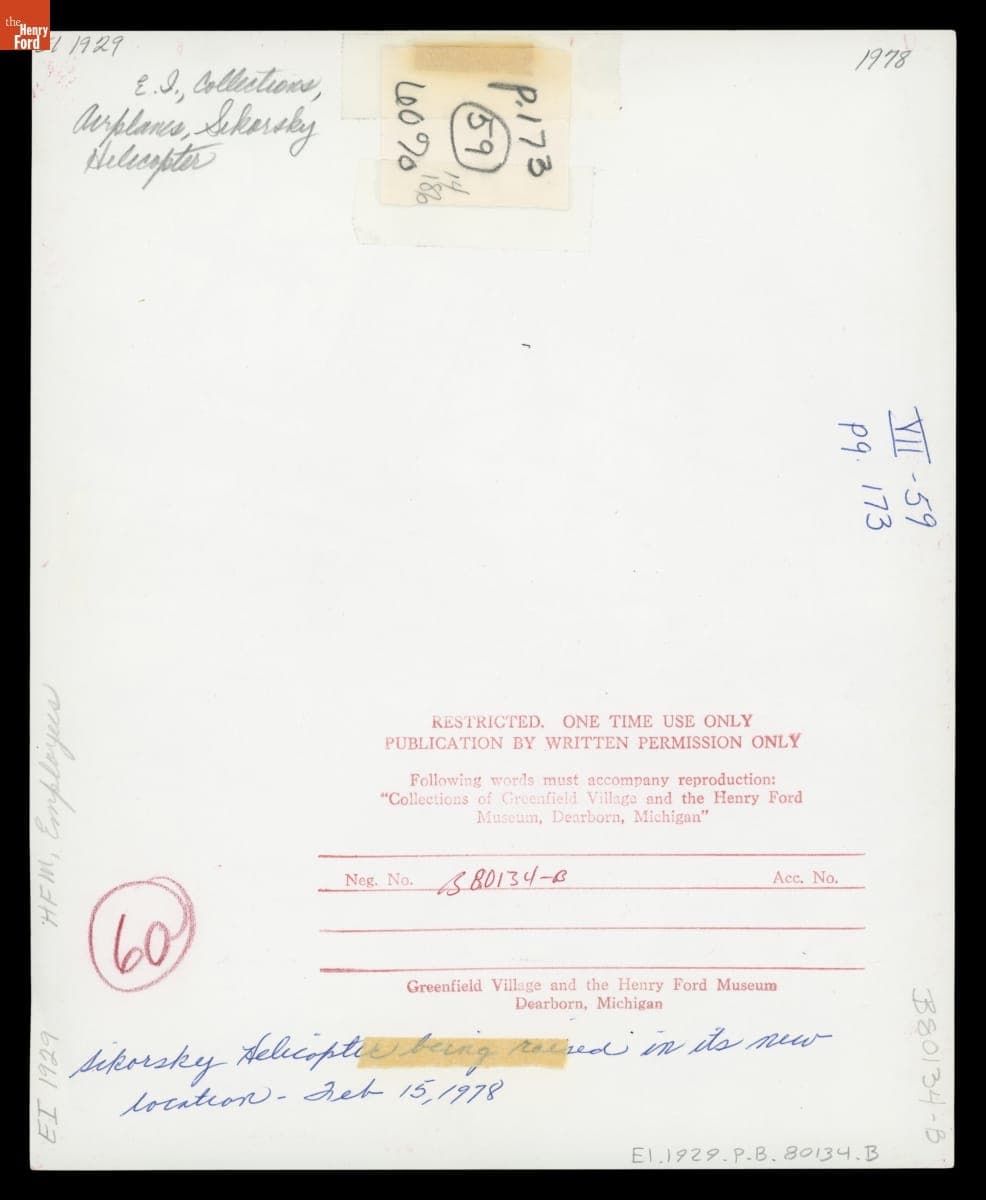 the
Henry
Ford
EI 1929
1978
E.I., Collections,
Airplanes, Sikorsky
Helicopter
p.173
59
60%
14
186
VII - 59
pg. 173
HFM, Employees
EI 1929
RESTRICTED. ONE TIME USE ONLY
PUBLICATION BY WRITTEN PERMISSION ONLY
Following words must accompany reproduction:
"Collections of Greenfield Village and the Henry Ford
Museum, Dearborn, Michigan"
Neg. No. B 80134-B Acc. No.
60
Greenfield Village and the Henry Ford Museum
Dearborn, Michigan
Sikorsky Helicopter being raised in its new
location - Feb 15, 1978
B80134-B
EI.1929.P.B.80134.B